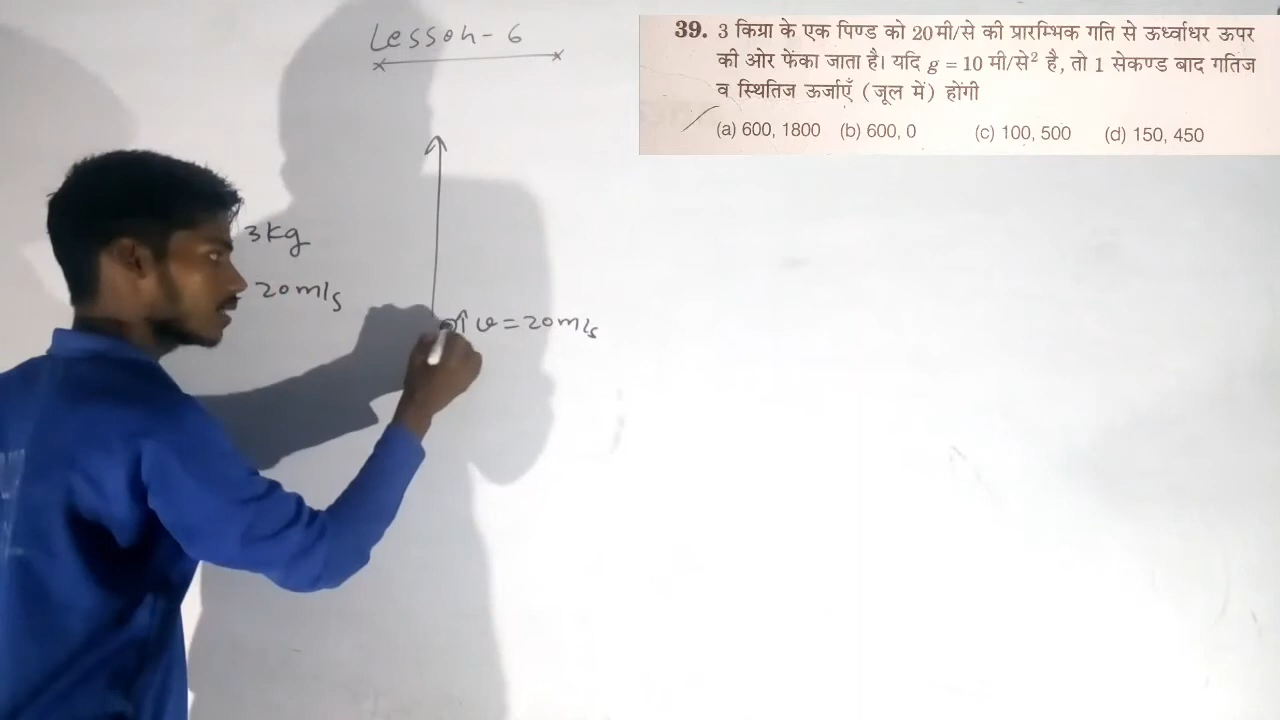 Lesson - 6
39. 3 किग्रा के एक पिण्ड को 20 मी/से की प्रारम्भिक गति से ऊर्ध्वाधर ऊपर
की ओर फेंका जाता है। यदि g = 10 मी/से² है, तो 1 सेकण्ड बाद गतिज
व स्थितिज ऊर्जाएँ (जूल में) होंगी
(a) 600, 1800 (b) 600, 0 (c) 100, 500 (d) 150, 450
3kg
20m/s
v = 20m/s